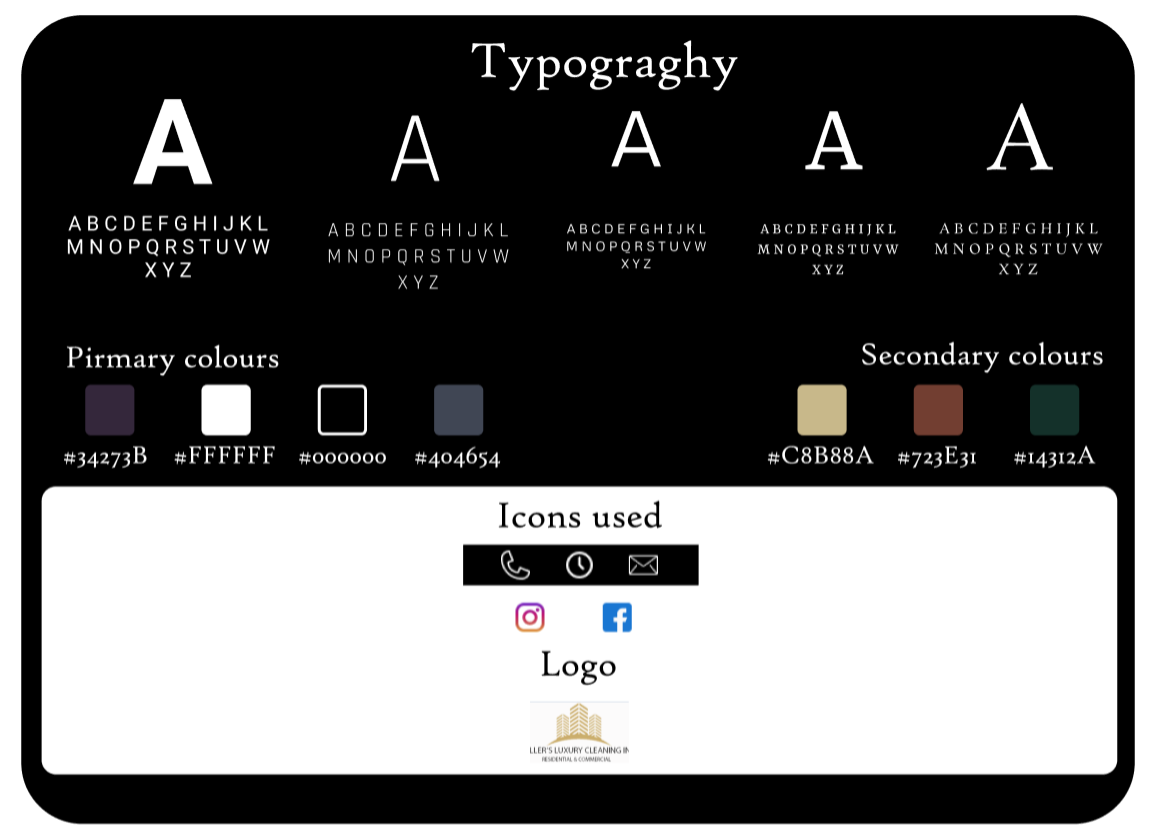 Typograghy
A A A A A
ABCDEFGHIJKL
MNOPQRSTUVW
XYZ
ABCDEFGHIJKL
MNOPQRSTUVW
XYZ
ABCDEFGHIJKL
MNOPQRSTUVW
XYZ
ABCDEFGHIJKL
MNOPQRSTUVW
XYZ
ABCDEFGHIJKL
MNOPQRSTUVW
XYZ
Pirmary colours
#34273B #FFFFFF #000000 #404654
Secondary colours
#C8B88A #723E31 #14312A
Icons used
Logo
LLER'S LUXURY CLEANING IN
RESIDENTIAL & COMMERCIAL